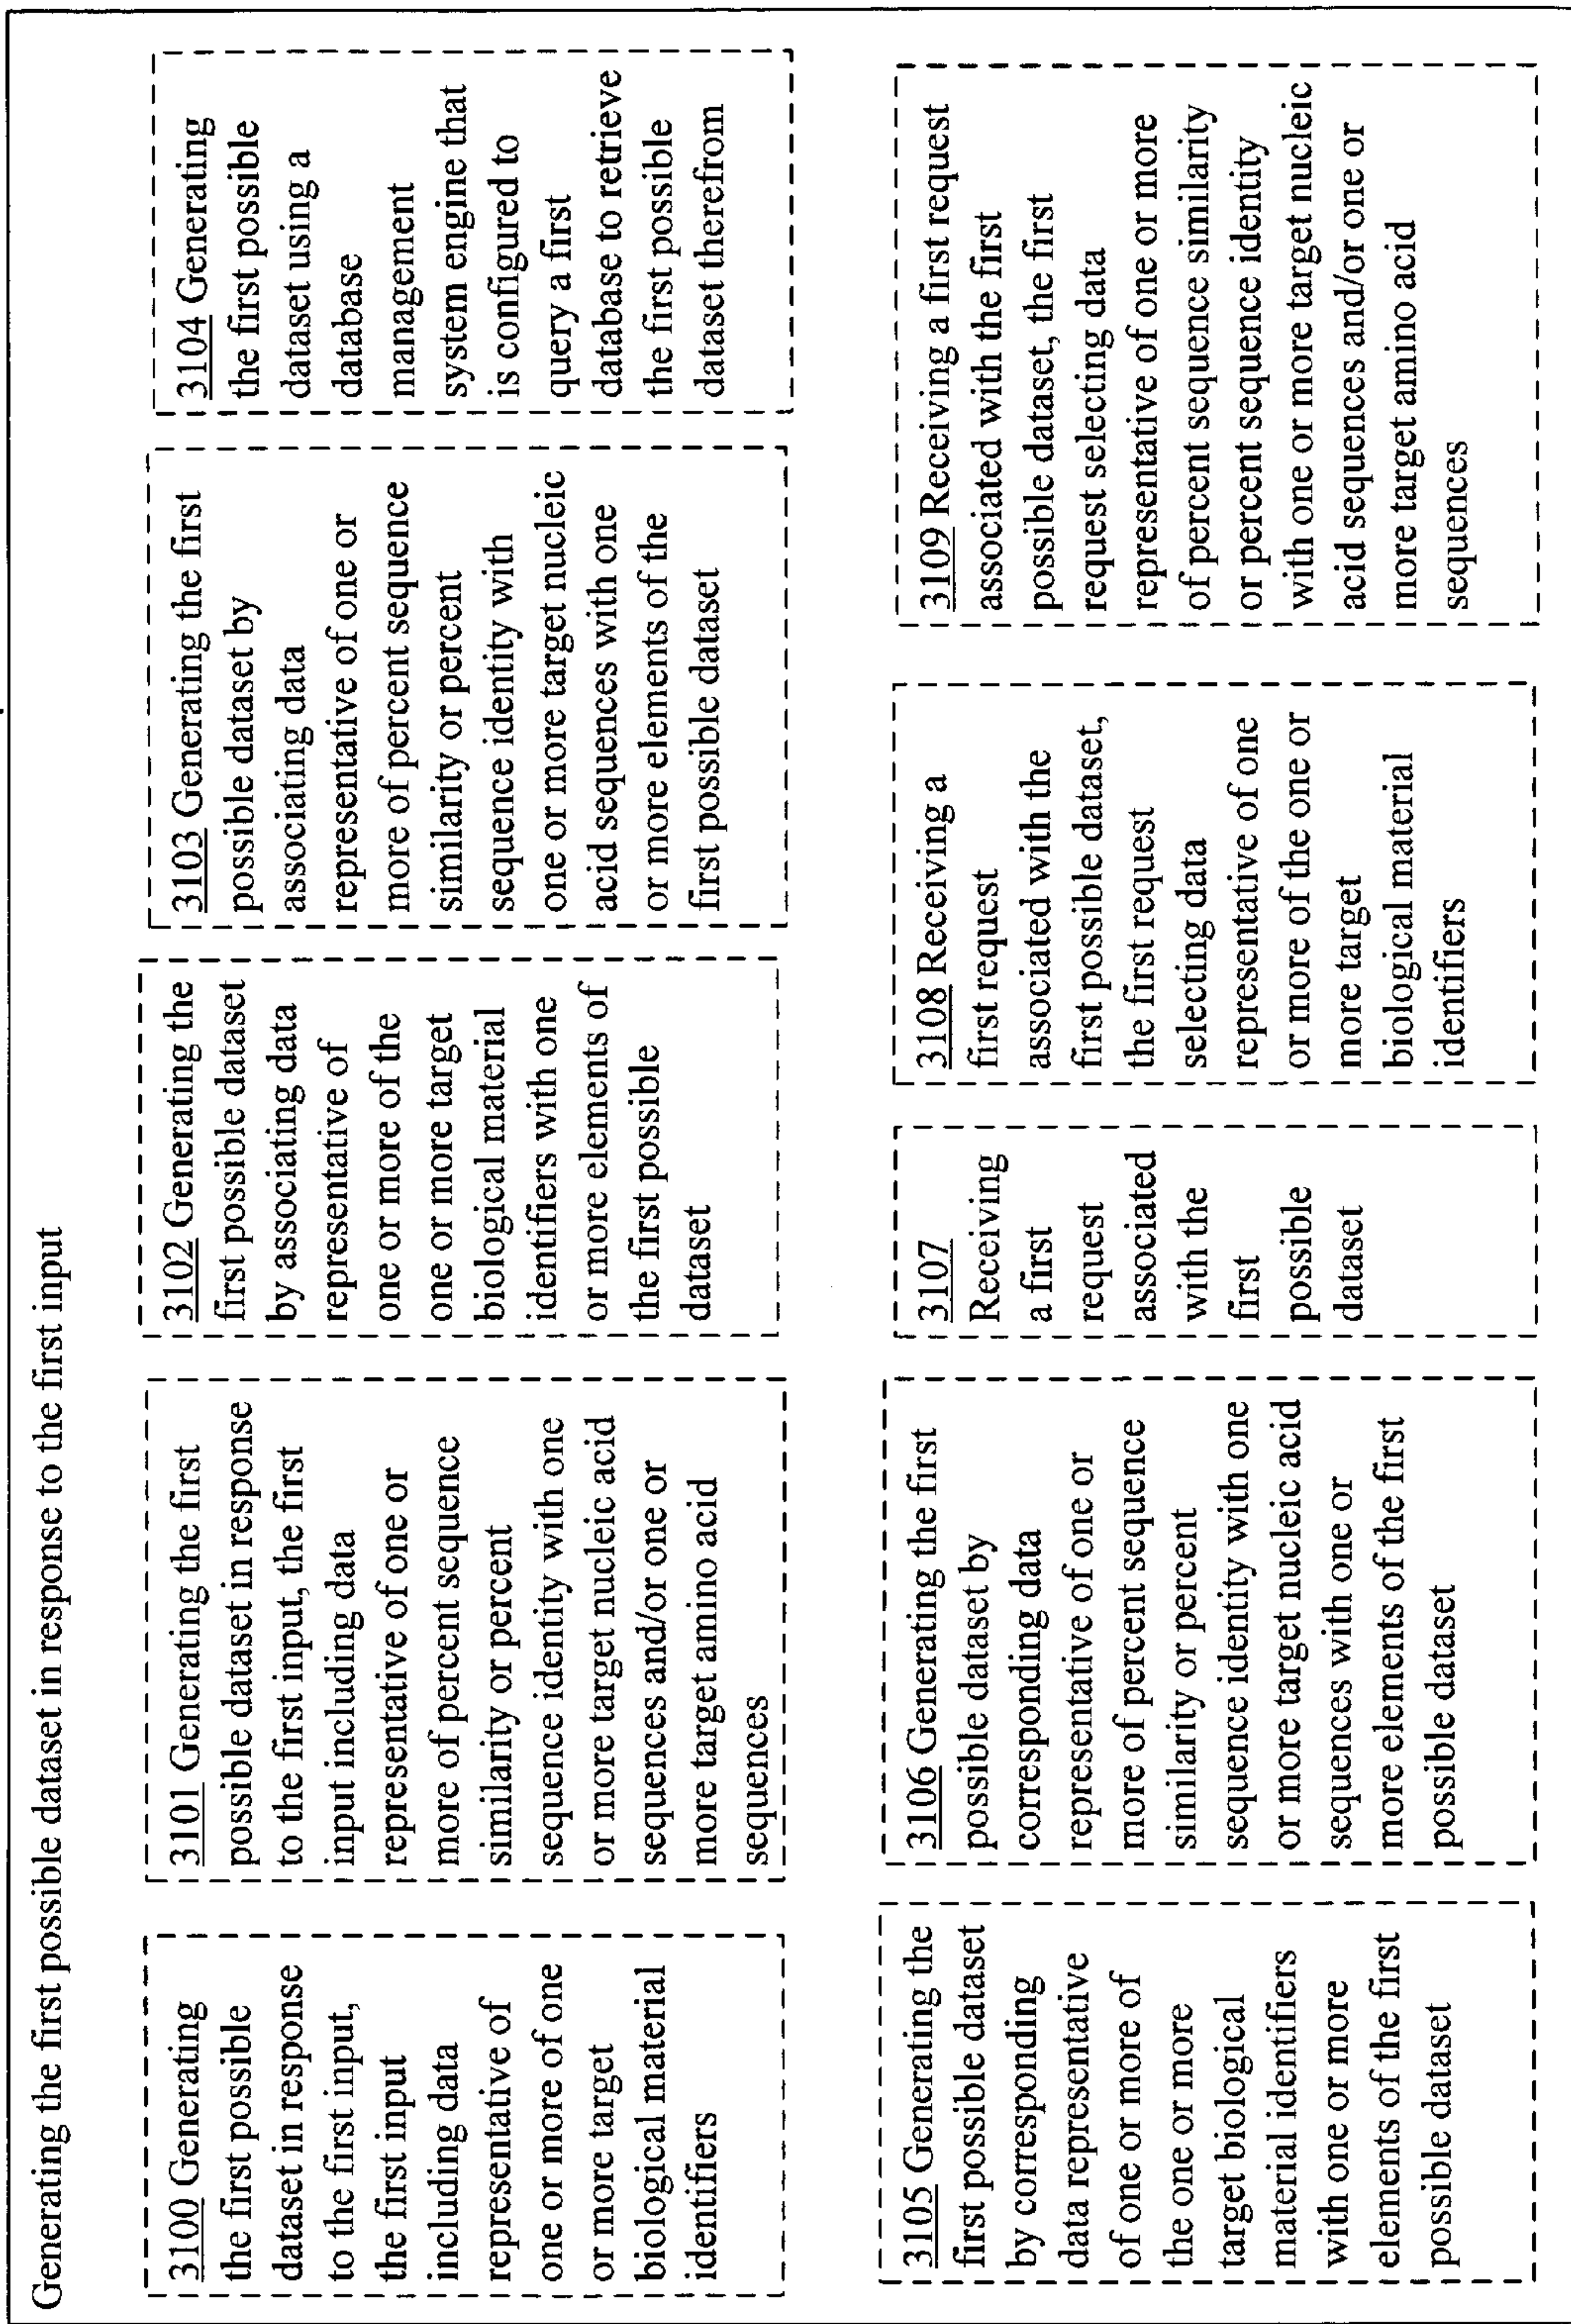 Generating the first possible dataset in response to the first input
3100 Generating
the first possible
dataset in response
to the first input,
the first input
including data
representative of
one or more of one
or more target
biological material
identifiers
3101 Generating the first
possible dataset in response
to the first input, the first
input including data
representative of one or
more of percent sequence
similarity or percent
sequence identity with one
or more target nucleic acid
sequences and/or one or
more target amino acid
sequences
3102 Generating the
first possible dataset
by associating data
representative of
one or more of the
one or more target
biological material
identifiers with one
or more elements of
the first possible
dataset
3103 Generating the first
possible dataset by
associating data
representative of one or
more of percent sequence
similarity or percent
sequence identity with
one or more target nucleic
acid sequences with one
or more elements of the
first possible dataset
3104 Generating
the first possible
dataset using a
database
management
system engine that
is configured to
query a first
database to retrieve
the first possible
dataset therefrom
3105 Generating the
first possible dataset
by corresponding
data representative
of one or more of
the one or more
target biological
material identifiers
with one or more
elements of the first
possible dataset
3106 Generating the first
possible dataset by
corresponding data
representative of one or
more of percent sequence
similarity or percent
sequence identity with one
or more target nucleic acid
sequences with one or
more elements of the first
possible dataset
3107
Receiving
a first
request
associated
with the
first
possible
dataset
3108 Receiving a
first request
associated with the
first possible dataset,
the first request
selecting data
representative of one
or more of the one or
more target
biological material
identifiers
3109 Receiving a first request
associated with the first
possible dataset, the first
request selecting data
representative of one or more
of percent sequence similarity
or percent sequence identity
with one or more target nucleic
acid sequences and/or one or
more target amino acid
sequences